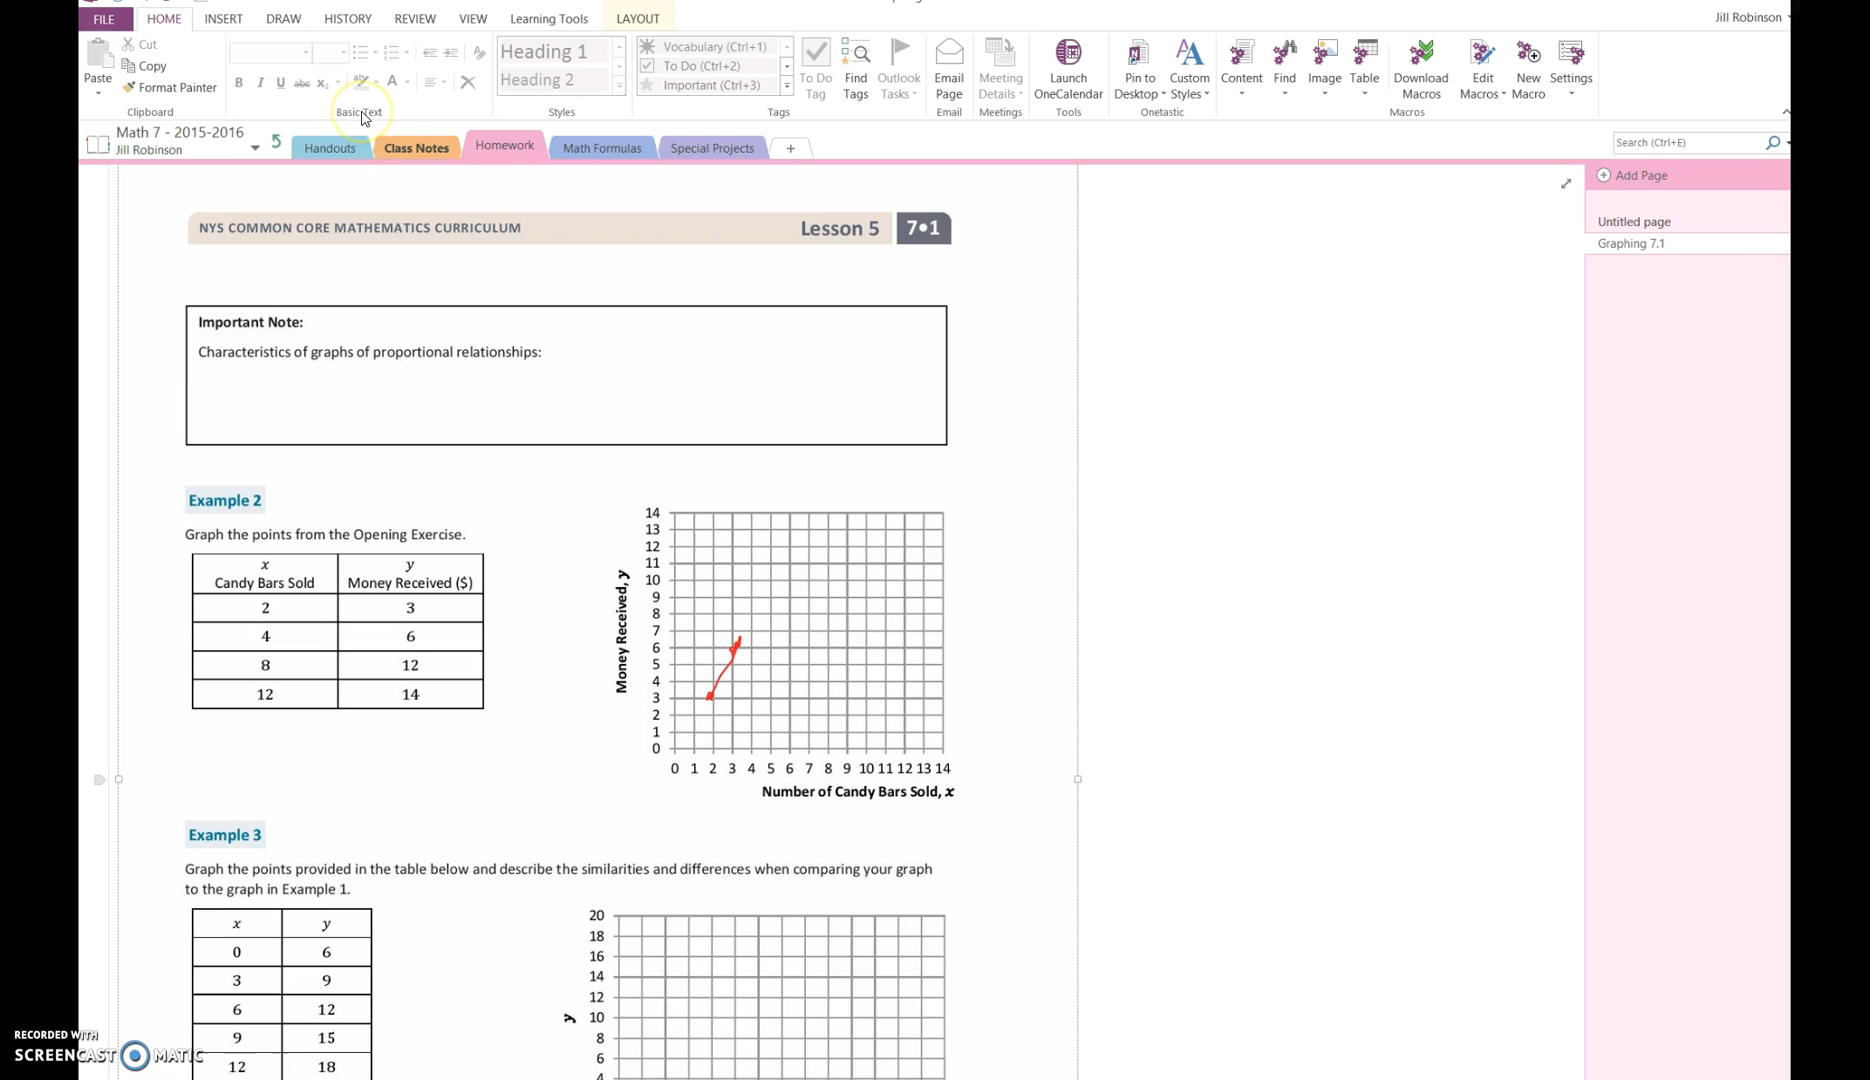 FILE HOME INSERT DRAW HISTORY REVIEW VIEW Learning Tools LAYOUT Jill Robinson
Paste Cut
Copy
Format Painter
Clipboard
B I U abc X₂ A
Basic Text
Heading 1
Heading 2
Styles
Vocabulary (Ctrl+1)
To Do (Ctrl+2)
Important (Ctrl+3)
To Do Tag
Find Tags
Outlook Tasks
Tags
Email Page
Email
Meeting Details
Meetings
Launch OneCalendar
Tools
Pin to Desktop
Custom Styles
Onetastic
Content Find Image Table
Download Macros
Edit Macros
New Macro
Settings
Macros
Math 7 - 2015-2016
Jill Robinson
Handouts Class Notes Homework Math Formulas Special Projects +
Search (Ctrl+E)
Add Page
Untitled page
Graphing 7.1
NYS COMMON CORE MATHEMATICS CURRICULUM Lesson 5 7•1
Important Note:
Characteristics of graphs of proportional relationships:
Example 2
Graph the points from the Opening Exercise.
x y
Candy Bars Sold Money Received ($)
2 3
4 6
8 12
12 14
14
13
12
11
10
9
8
7
6
5
4
3
2
1
0
Money Received, y
0 1 2 3 4 5 6 7 8 9 10 11 12 13 14
Number of Candy Bars Sold, x
Example 3
Graph the points provided in the table below and describe the similarities and differences when comparing your graph
to the graph in Example 1.
x y
0 6
3 9
6 12
9 15
12 18
20
18
16
14
12
10
8
6
4
y
RECORDED WITH
SCREENCAST MATIC